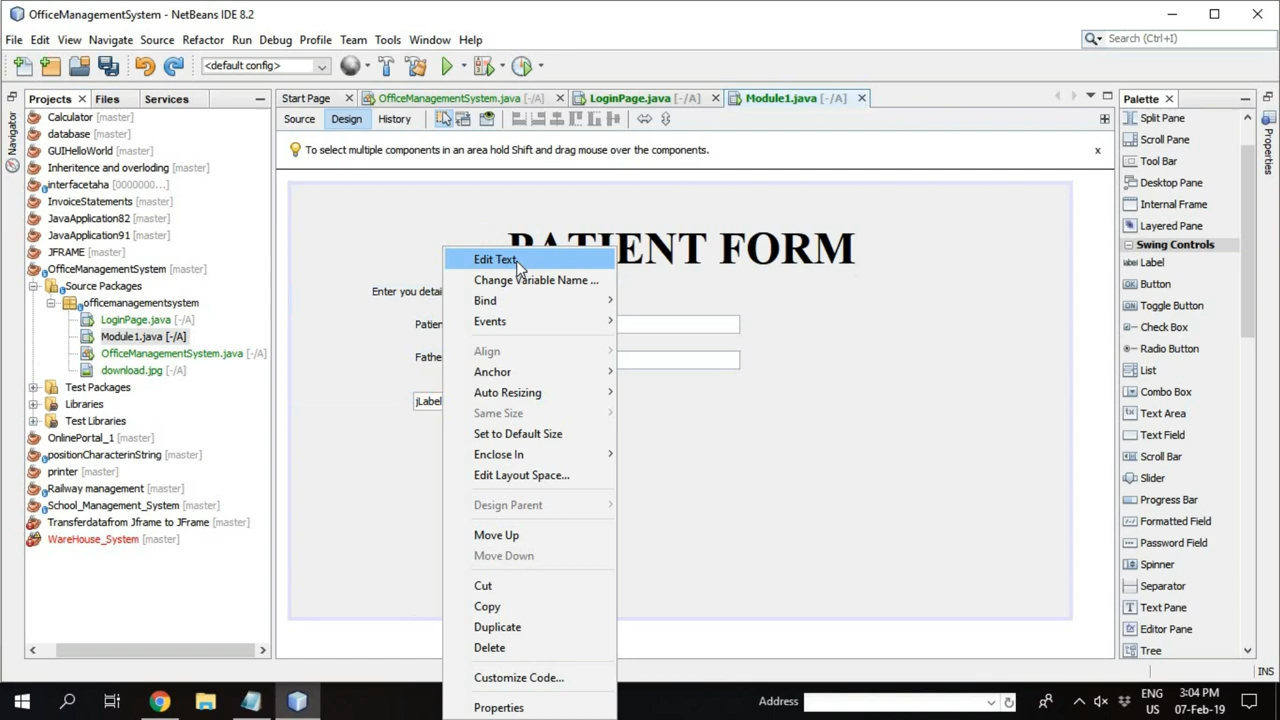 OfficeManagementSystem - NetBeans IDE 8.2
File Edit View Navigate Source Refactor Run Debug Profile Team Tools Window Help
Search (Ctrl+I)
<default config>
Projects Files Services
Start Page OfficeManagementSystem.java [-/A] LoginPage.java [-/A] Module1.java [-/A]
Palette
Navigator
Properties
Source Design History
To select multiple components in an area hold Shift and drag mouse over the components. x
Calculator
database [master]
GUIHelloWorld [master]
Inheritence and overloding [master]
interfacetaha [0000000...]
InvoiceStatements [master]
JavaApplication82 [master]
JavaApplication91 [master]
JFRAME [master]
OfficeManagementSystem [master]
Source Packages
officemanagementsystem
LoginPage.java [-/A]
Module1.java [-/A]
OfficeManagementSystem.java [-/A]
download.jpg [-/A]
Test Packages
Libraries
Test Libraries
OnlinePortal_1 [master]
positionCharacterinString [master]
printer [master]
Railway management [master]
School_Management_System [master]
Transferdatafrom Jframe to JFrame [master]
WareHouse_System [master]
PATIENT FORM
Enter you detai
Patien
Father
jLabel
Edit Text
Change Variable Name ...
Bind
Events
Align
Anchor
Auto Resizing
Same Size
Set to Default Size
Enclose In
Edit Layout Space...
Design Parent
Move Up
Move Down
Cut
Copy
Duplicate
Delete
Customize Code...
Properties
Split Pane
Scroll Pane
Tool Bar
Desktop Pane
Internal Frame
Layered Pane
Swing Controls
Label
Button
Toggle Button
Check Box
Radio Button
List
Combo Box
Text Area
Text Field
Scroll Bar
Slider
Progress Bar
Formatted Field
Password Field
Spinner
Separator
Text Pane
Editor Pane
Tree
INS
Address
ENG
US
3:04 PM
07-Feb-19